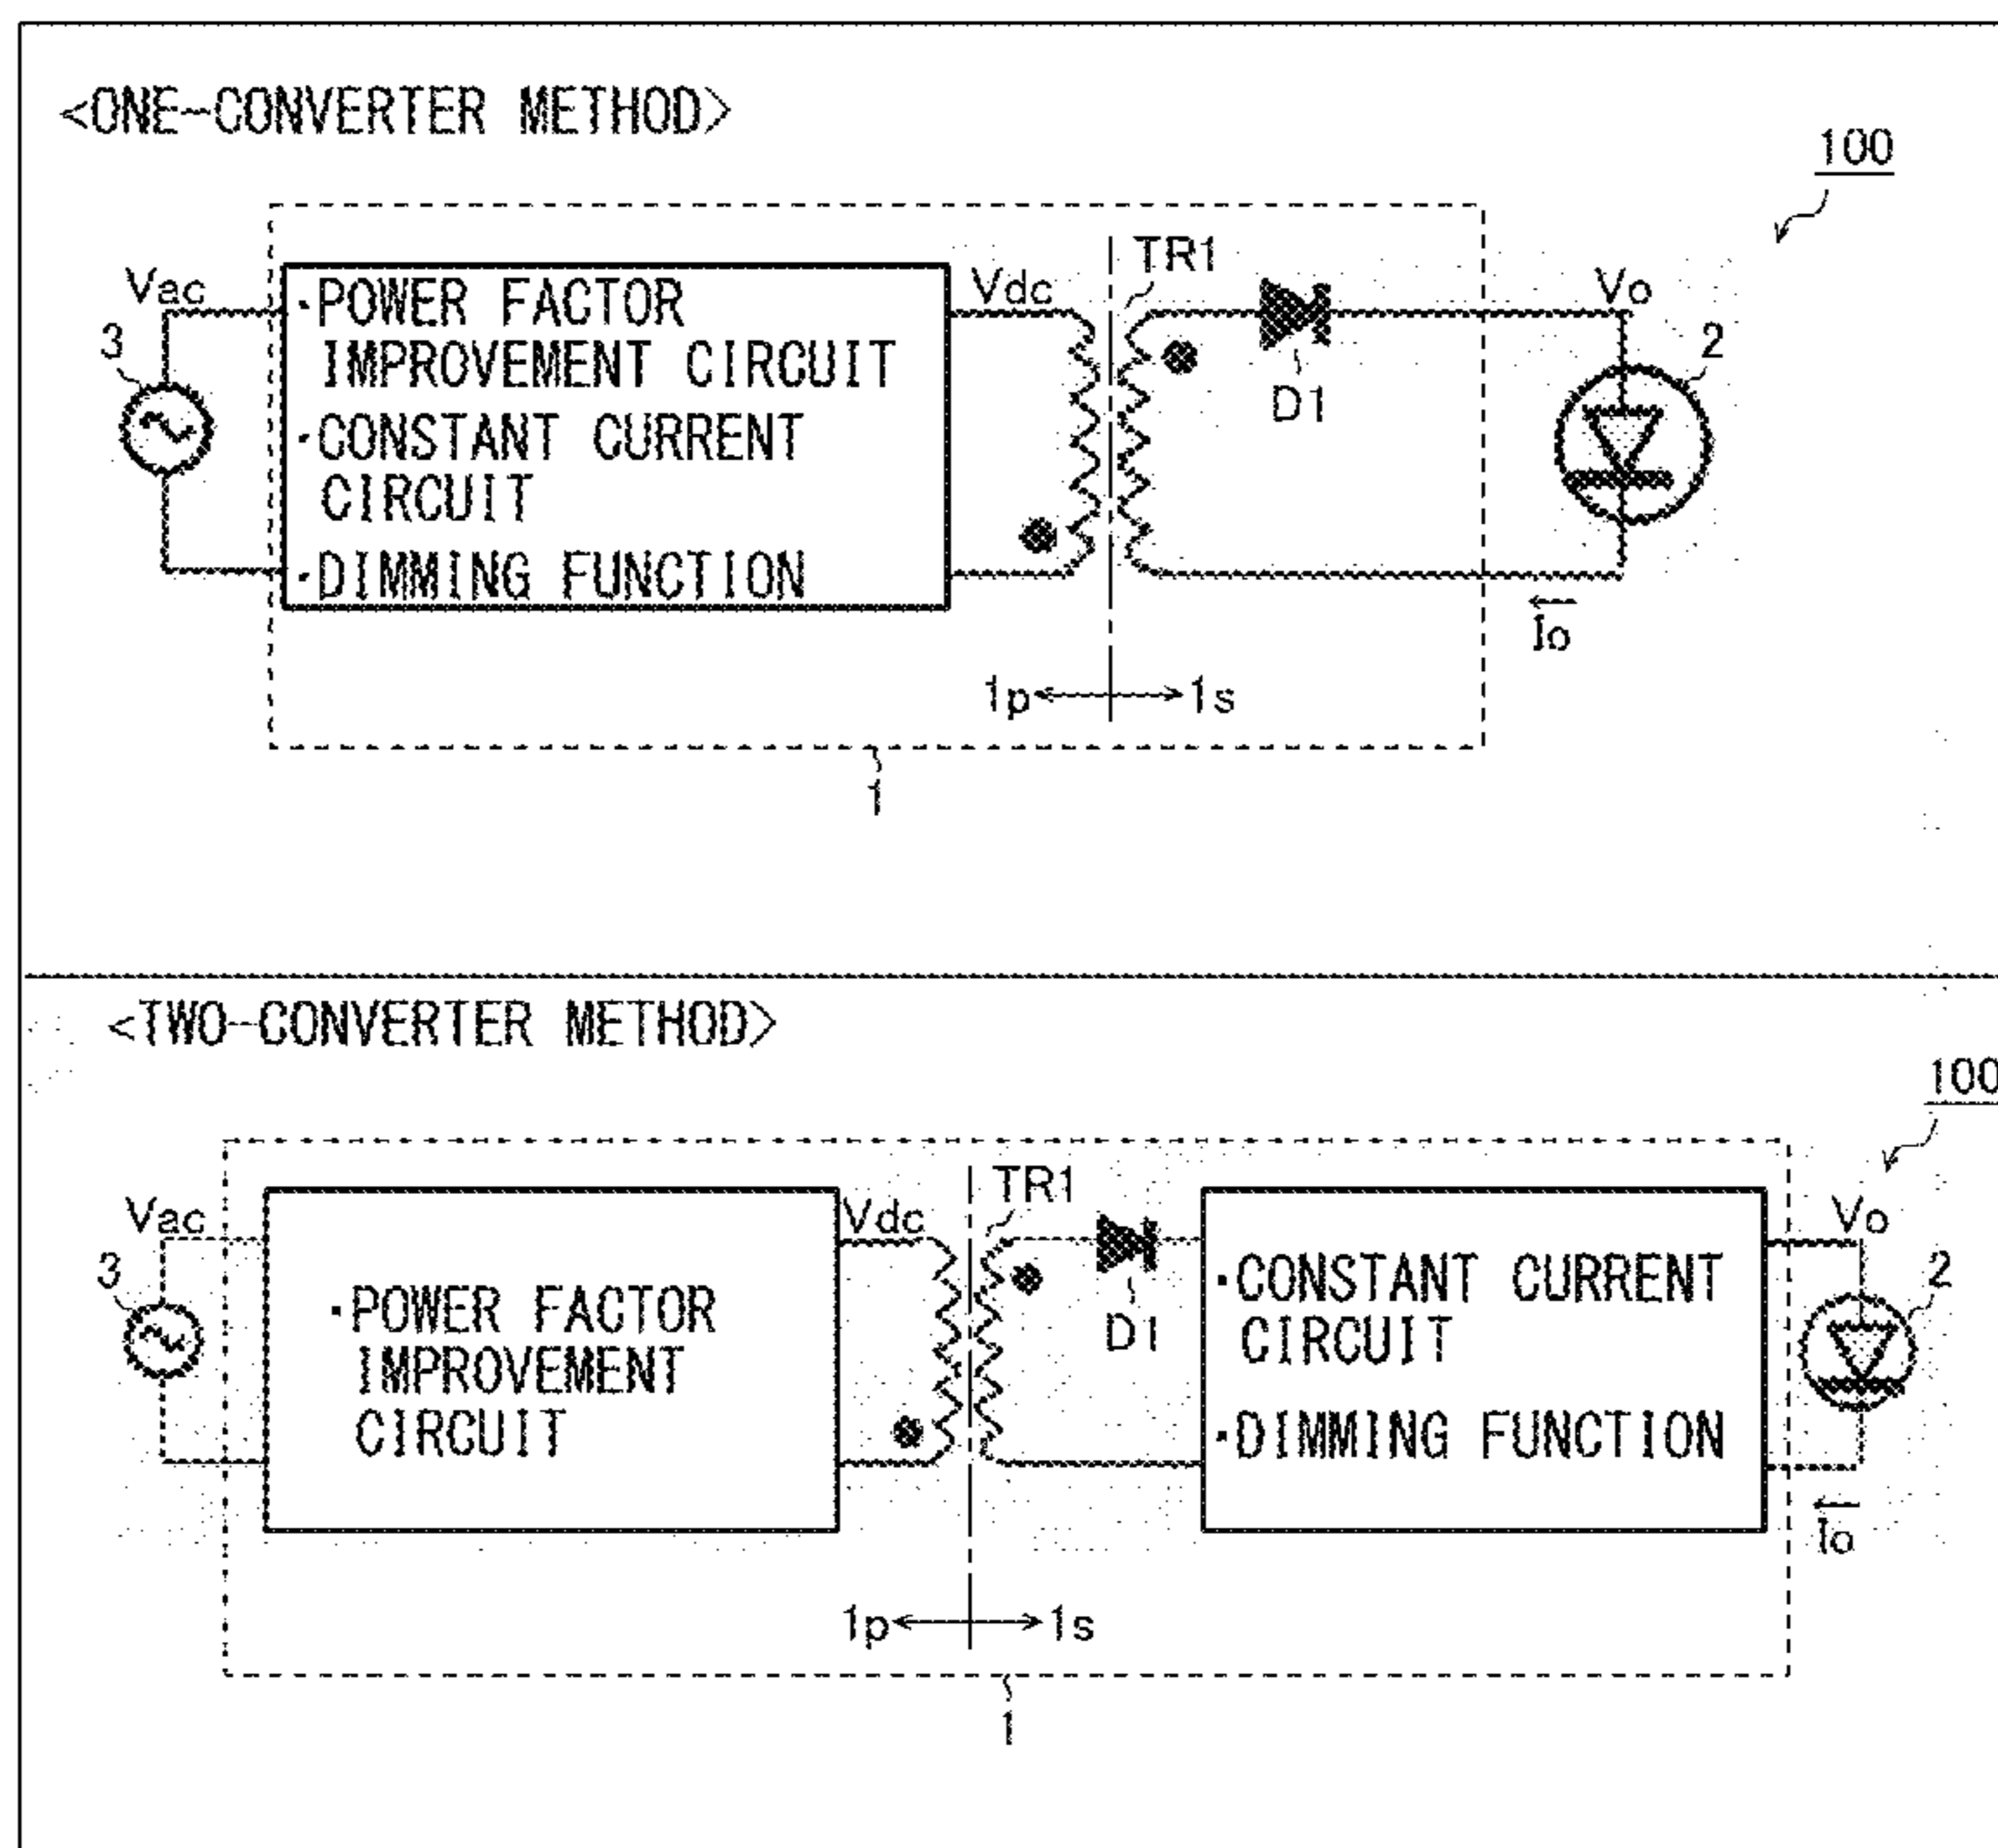 <ONE-CONVERTER METHOD>
100
Vac
3
·POWER FACTOR
IMPROVEMENT CIRCUIT
·CONSTANT CURRENT
CIRCUIT
·DIMMING FUNCTION
Vdc
TR1
D1
Vo
2
Io
1p
1s
1
<TWO-CONVERTER METHOD>
100
Vac
3
·POWER FACTOR
IMPROVEMENT
CIRCUIT
Vdc
TR1
D1
·CONSTANT CURRENT
CIRCUIT
·DIMMING FUNCTION
Vo
2
Io
1p
1s
1